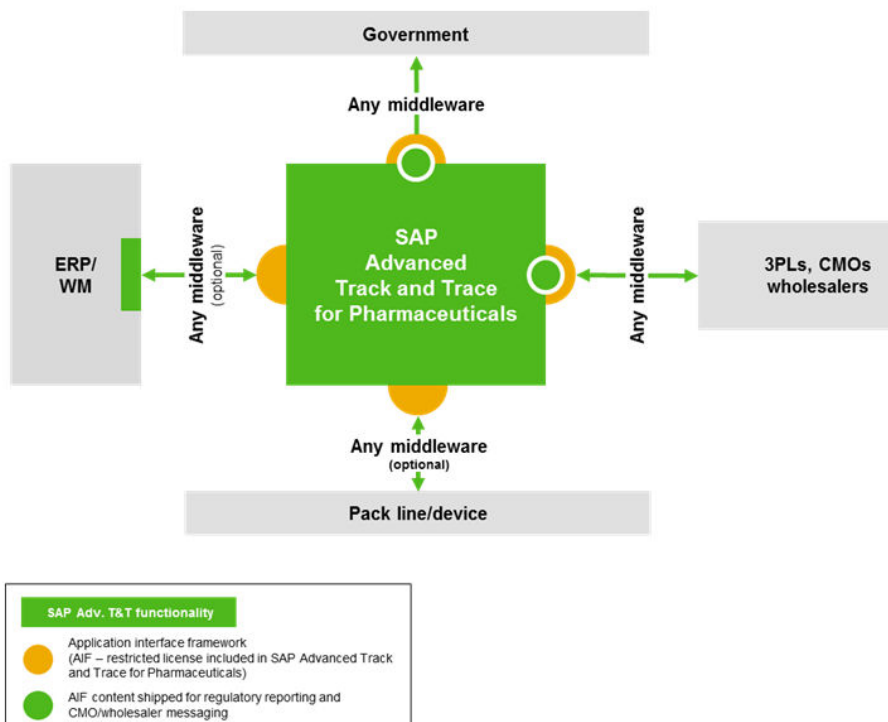 Government
Any middleware
ERP/
WM
Any middleware
(optional)
SAP
Advanced
Track and Trace
for Pharmaceuticals
Any middleware
3PLs, CMOs
wholesalers
Any middleware
(optional)
Pack line/device
SAP Adv. T&T functionality
Application interface framework
(AIF – restricted license included in SAP Advanced Track
and Trace for Pharmaceuticals)
AIF content shipped for regulatory reporting and
CMO/wholesaler messaging